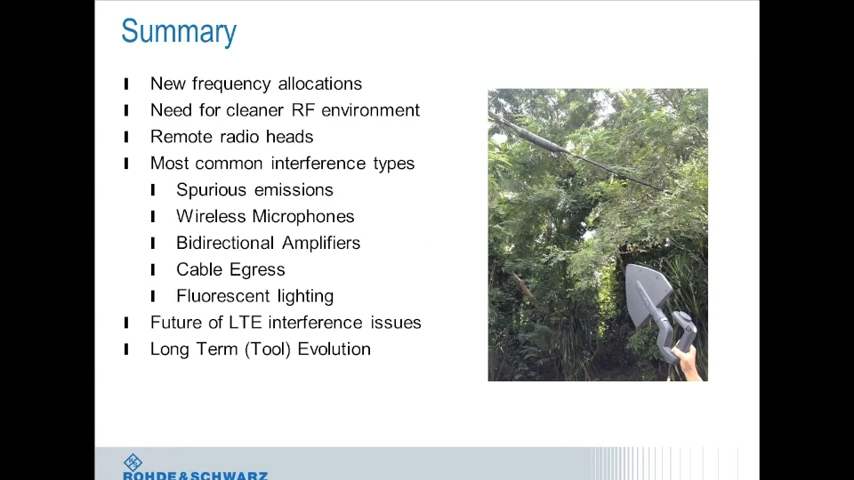 Summary
New frequency allocations
Need for cleaner RF environment
Remote radio heads
Most common interference types
Spurious emissions
Wireless Microphones
Bidirectional Amplifiers
Cable Egress
Fluorescent lighting
Future of LTE interference issues
Long Term (Tool) Evolution
ROHDE&SCHWARZ